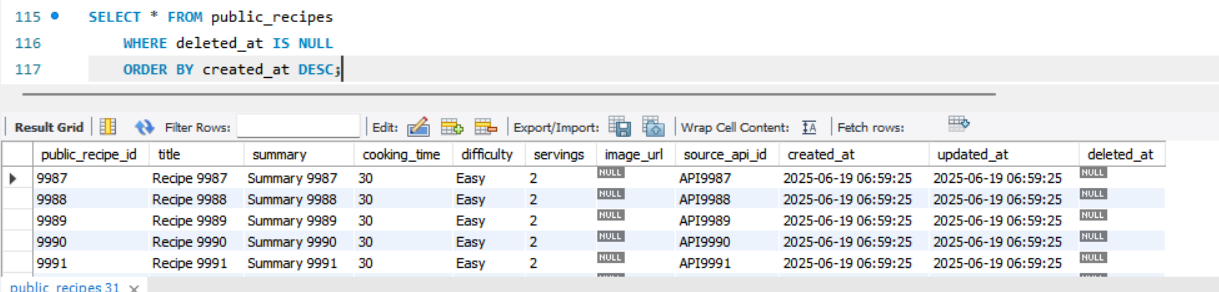 115 SELECT * FROM public_recipes
116 WHERE deleted_at IS NULL
117 ORDER BY created_at DESC;
Result Grid Filter Rows: Edit: Export/Import: Wrap Cell Content: IA Fetch rows:
public_recipe_id title summary cooking_time difficulty servings image_url source_api_id created_at updated_at deleted_at
9987 Recipe 9987 Summary 9987 30 Easy 2 NULL API9987 2025-06-19 06:59:25 2025-06-19 06:59:25 NULL
9988 Recipe 9988 Summary 9988 30 Easy 2 NULL API9988 2025-06-19 06:59:25 2025-06-19 06:59:25 NULL
9989 Recipe 9989 Summary 9989 30 Easy 2 NULL API9989 2025-06-19 06:59:25 2025-06-19 06:59:25 NULL
9990 Recipe 9990 Summary 9990 30 Easy 2 NULL API9990 2025-06-19 06:59:25 2025-06-19 06:59:25 NULL
9991 Recipe 9991 Summary 9991 30 Easy 2 NULL API9991 2025-06-19 06:59:25 2025-06-19 06:59:25 NULL
public_recipes 31